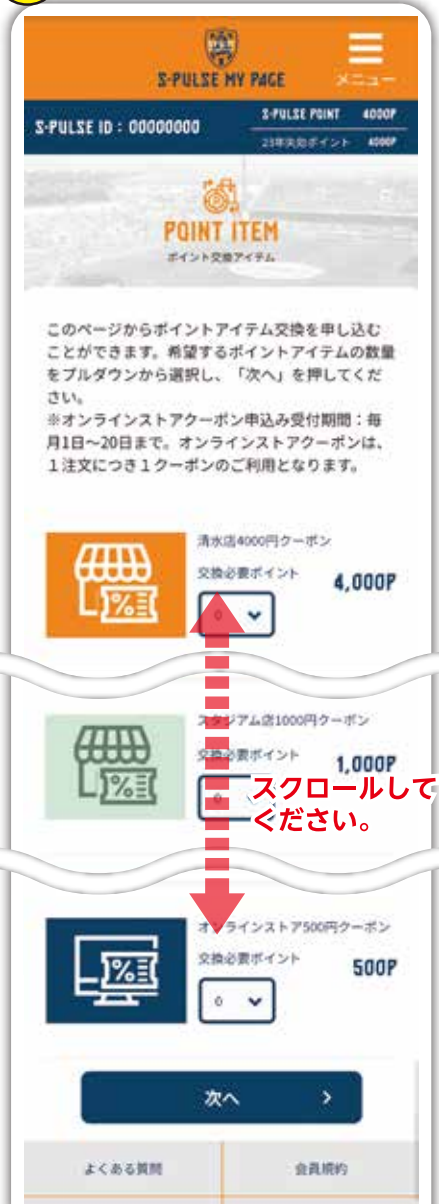 S-PULSE MY PAGE
メニュー
S-PULSE ID : 00000000
S-PULSE POINT 4000P
23年失効ポイント 4000P
POINT ITEM
ポイント交換アイテム
このページからポイントアイテム交換を申し込む
ことができます。希望するポイントアイテムの数量
をプルダウンから選択し、「次へ」を押してくだ
さい。
※オンラインストアクーポン申込み受付期間：毎
月1日～20日まで。オンラインストアクーポンは、
１注文につき１クーポンのご利用となります。
清水店4000円クーポン
交換必要ポイント
4,000P
0
スタジアム店1000円クーポン
交換必要ポイント
1,000P
0
スクロールして
ください。
オンラインストア500円クーポン
交換必要ポイント
500P
0
次へ
よくある質問
会員規約